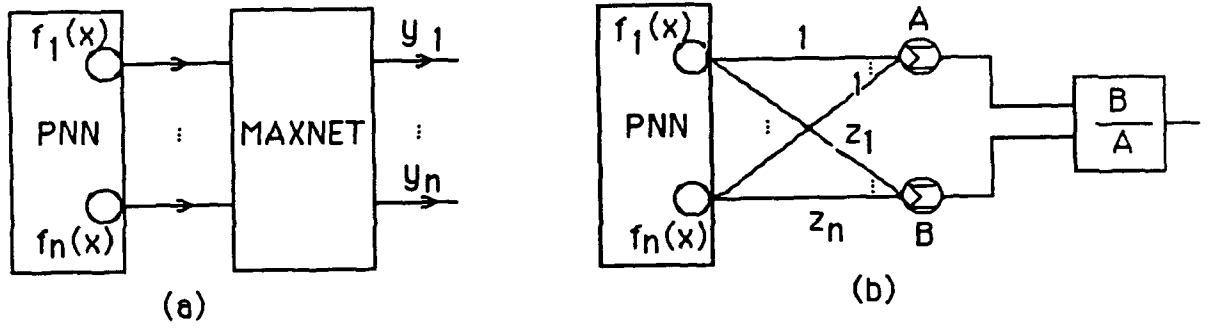 f1(x)
PNN
fn(x)
MAXNET
y1
yn
(a)
f1(x)
PNN
fn(x)
1
1
z1
zn
A
B
B
A
(b)